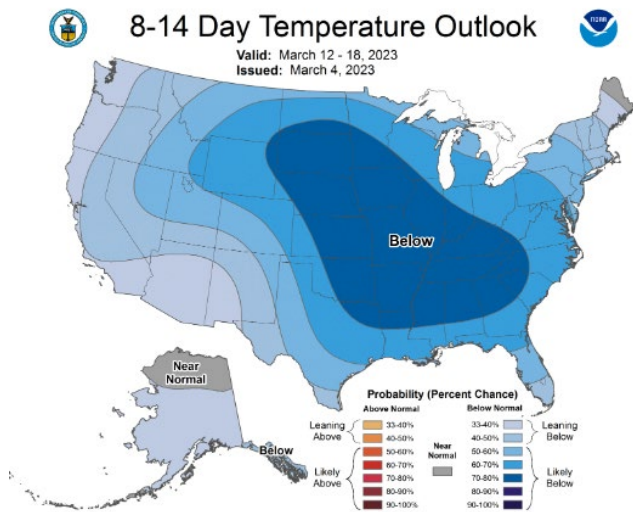 8-14 Day Temperature Outlook
Valid: March 12 - 18, 2023
Issued: March 4, 2023
NOAA
Below
Near
Normal
Below
Probability (Percent Chance)
Above Normal
Below Normal
Leaning
Above
33-40%
40-50%
Likely
Above
50-60%
60-70%
70-80%
80-90%
90-100%
Near
Normal
33-40%
40-50%
Leaning
Below
50-60%
60-70%
70-80%
80-90%
90-100%
Likely
Below